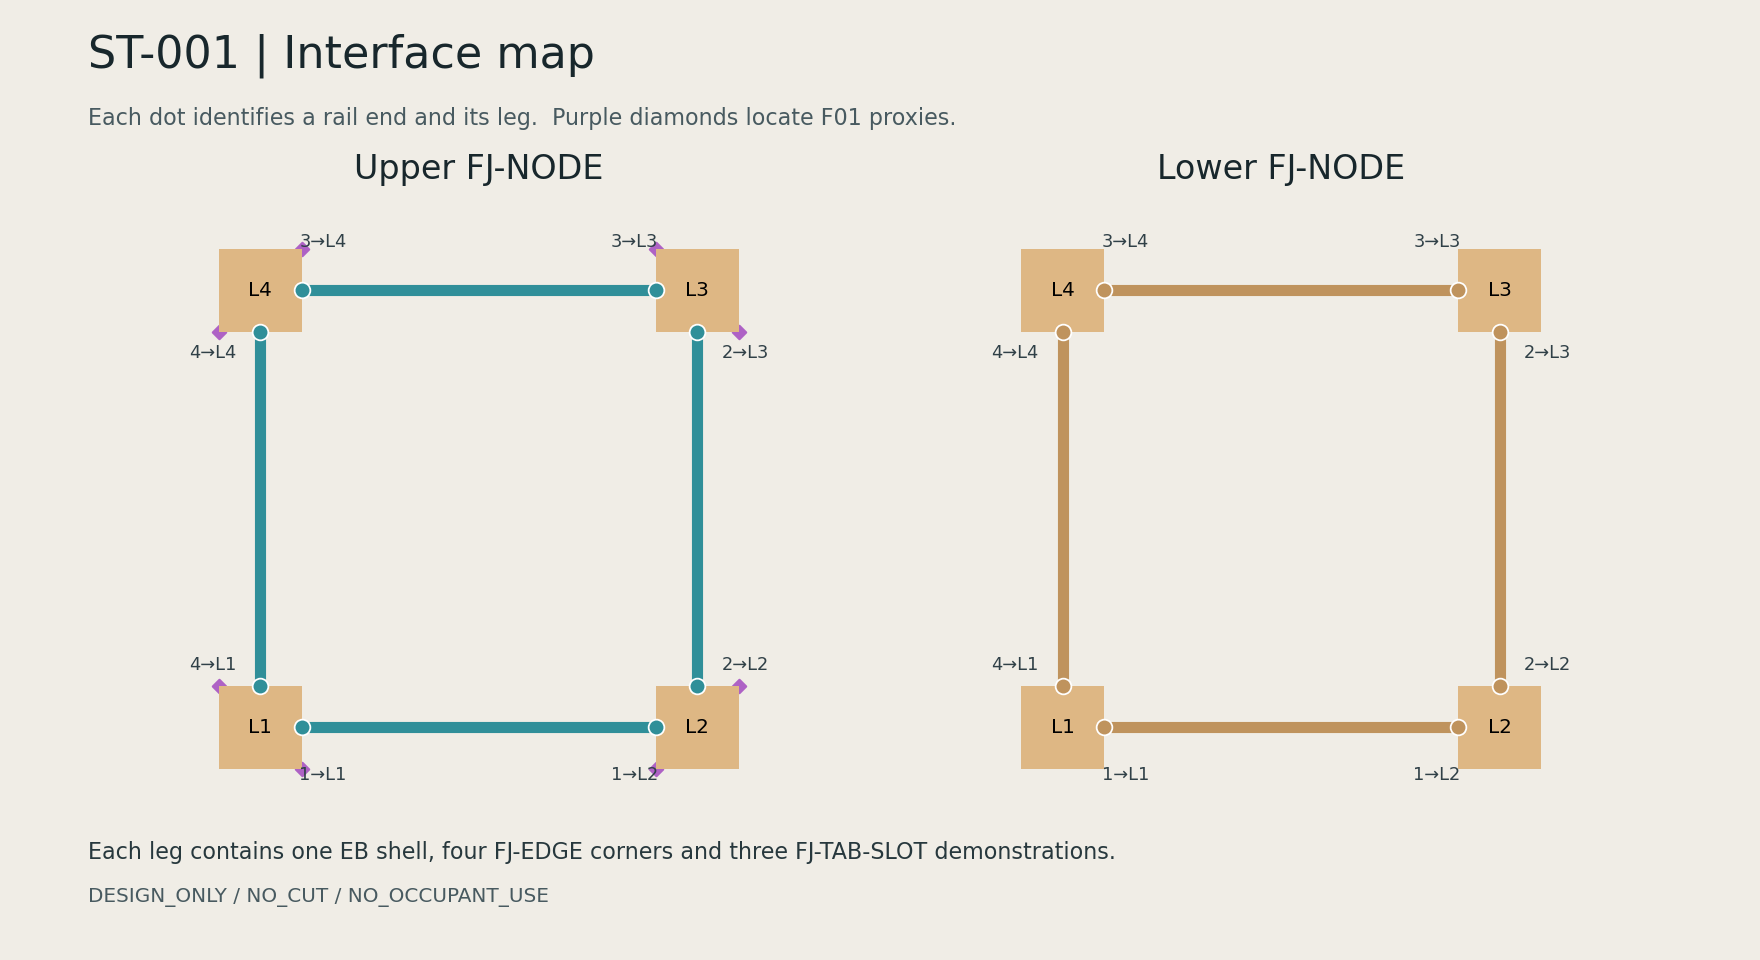 ST-001 | Interface map
Each dot identifies a rail end and its leg.  Purple diamonds locate F01 proxies.
Upper FJ-NODE
3→L4
3→L3
L4
L3
4→L4
2→L3
4→L1
2→L2
L1
L2
1→L1
1→L2
Lower FJ-NODE
3→L4
3→L3
L4
L3
4→L4
2→L3
4→L1
2→L2
L1
L2
1→L1
1→L2
Each leg contains one EB shell, four FJ-EDGE corners and three FJ-TAB-SLOT demonstrations.
DESIGN_ONLY / NO_CUT / NO_OCCUPANT_USE